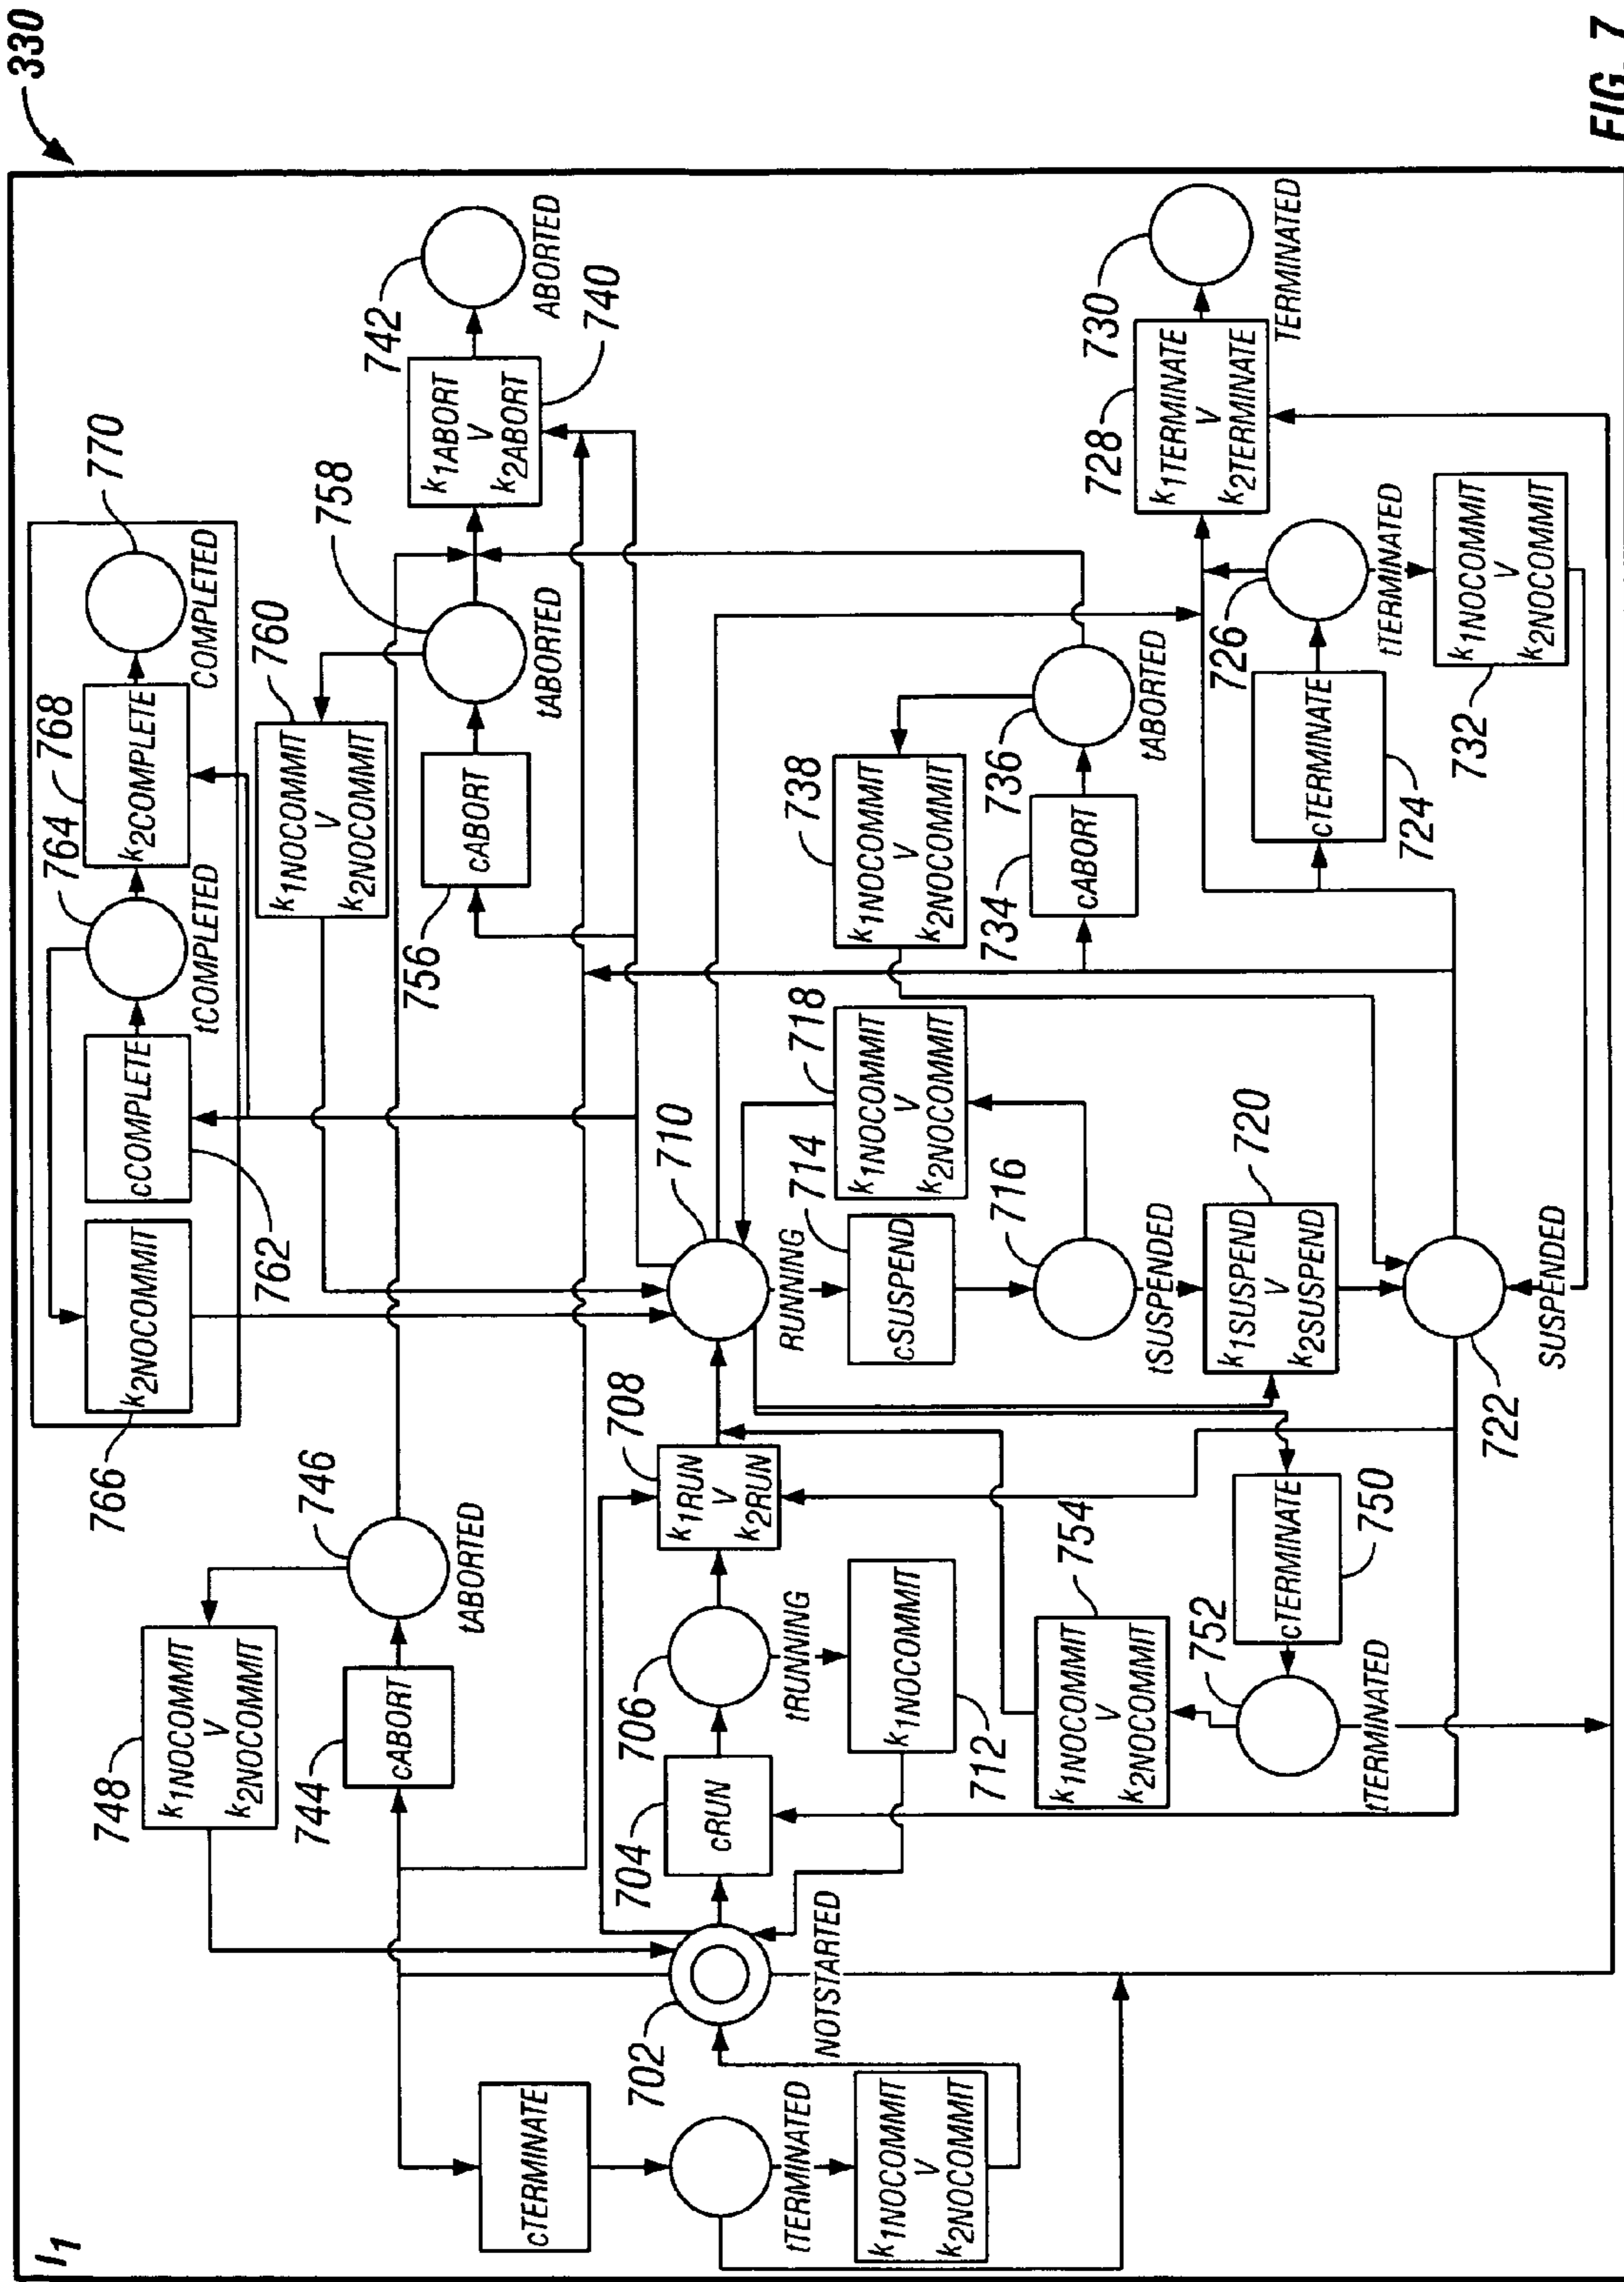 330
FIG. 7
I1
766
k2NOCOMMIT
762
cCOMPLETE
764
tCOMPLETED
768
k2COMPLETE
770
COMPLETED
748
k1NOCOMMIT
V
k2NOCOMMIT
744
cABORT
746
tABORTED
760
k1NOCOMMIT
V
k2NOCOMMIT
756
cABORT
758
tABORTED
742
ABORTED
k1ABORT
V
k2ABORT
740
cTERMINATE
tTERMINATED
k1NOCOMMIT
V
k2NOCOMMIT
702
NOTSTARTED
704
cRUN
706
tRUNNING
712
k1NOCOMMIT
708
k1RUN
V
k2RUN
710
RUNNING
714
cSUSPEND
716
tSUSPENDED
718
k1NOCOMMIT
V
k2NOCOMMIT
720
k1SUSPEND
V
k2SUSPEND
722
SUSPENDED
738
k1NOCOMMIT
V
k2NOCOMMIT
734
cABORT
736
tABORTED
754
k1NOCOMMIT
V
k2NOCOMMIT
752
tTERMINATED
cTERMINATE
750
cTERMINATE
724
726
tTERMINATED
732
k1NOCOMMIT
V
k2NOCOMMIT
728
k1TERMINATE
V
k2TERMINATE
730
TERMINATED